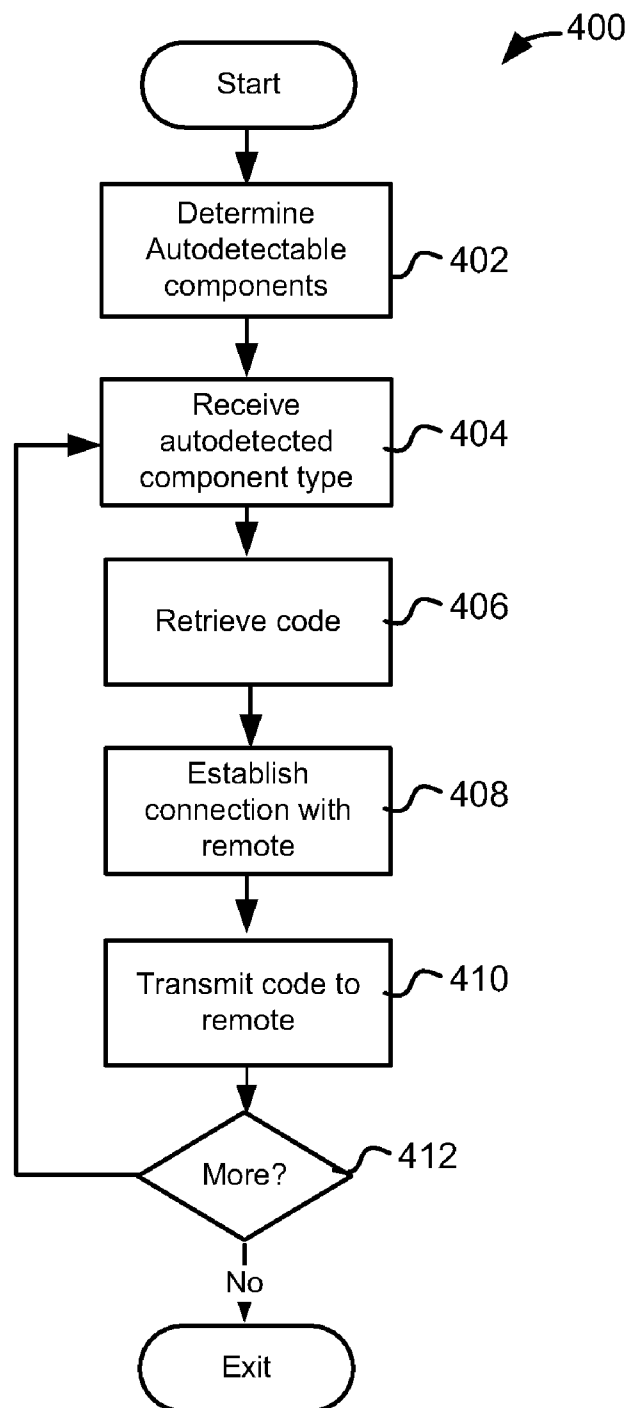 400
Start
Determine
Autodetectable
components
402
Receive
autodetected
component type
404
Retrieve code
406
Establish
connection with
remote
408
Transmit code to
remote
410
More?
412
No
Exit